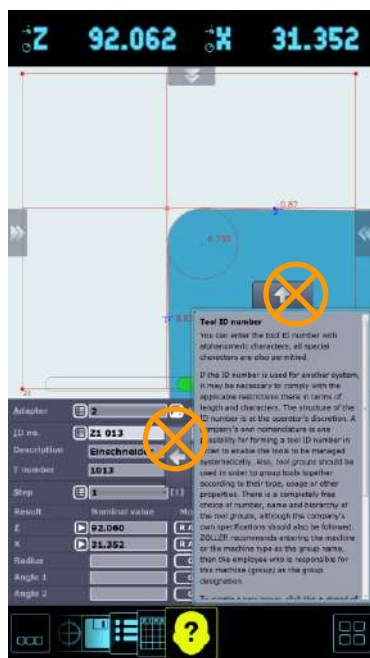 Z 92.062 X 31.352
0.87
0.799
Tool ID number
You can enter the tool ID number with
alphanumeric characters, all special
characters are also permitted.
If the ID number is used for another system,
it may be necessary to comply with the
applicable restrictions there in terms of
length and characters. The structure of the
ID number is at the operator's discretion. A
company's own nomenclature is one
possibility for forming a tool ID number in
order to enable the tools to be managed
systematically. Also, tool groups should be
used in order to group tools together
according to their type, usage or other
properties. There is a completely free
choice of number, name and hierarchy of
the tool groups, although the company's
own specifications should also be followed.
ZOLLER recommends entering the machine
or the machine type as the group name,
then the employee who is responsible for
this machine (group) as the group
designation.
Adapter 2
ID no. Z1 013
Description Einschneider
T number 1013
Step 1 [1]
Result Nominal value Mo
Z 92.060
X 31.352
Radius
Angle 1
Angle 2
?